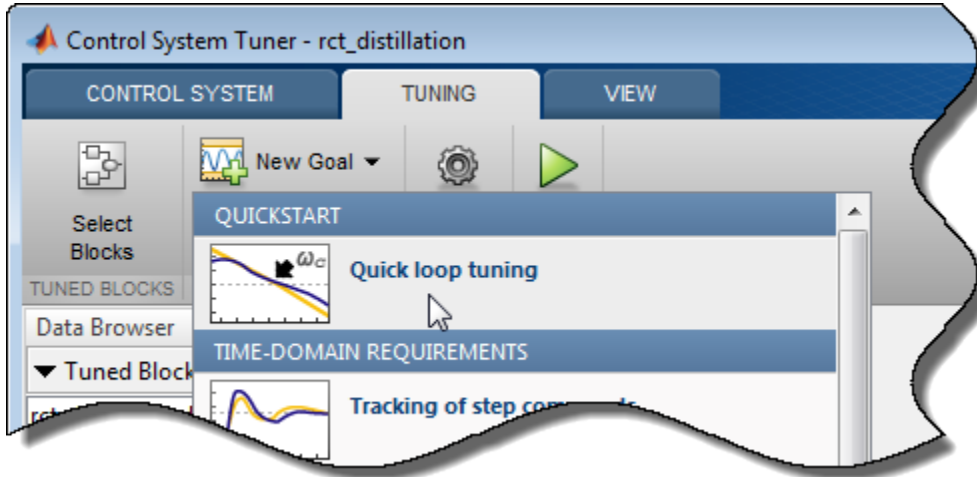 Control System Tuner - rct_distillation
CONTROL SYSTEM
TUNING
VIEW
New Goal
Select
Blocks
TUNED BLOCKS
QUICKSTART
ωc
Quick loop tuning
TIME-DOMAIN REQUIREMENTS
Tracking of step
Data Browser
Tuned Block